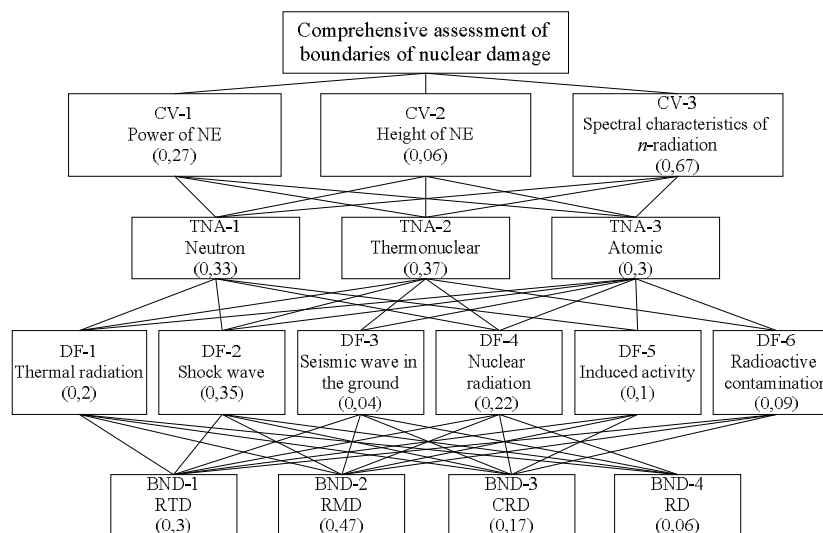 Comprehensive assessment of
boundaries of nuclear damage
CV-1
Power of NE
(0,27)
CV-2
Height of NE
(0,06)
CV-3
Spectral characteristics of
n-radiation
(0,67)
TNA-1
Neutron
(0,33)
TNA-2
Thermonuclear
(0,37)
TNA-3
Atomic
(0,3)
DF-1
Thermal radiation
(0,2)
DF-2
Shock wave
(0,35)
DF-3
Seismic wave in
the ground
(0,04)
DF-4
Nuclear
radiation
(0,22)
DF-5
Induced activity
(0,1)
DF-6
Radioactive
contamination
(0,09)
BND-1
RTD
(0,3)
BND-2
RMD
(0,47)
BND-3
CRD
(0,17)
BND-4
RD
(0,06)